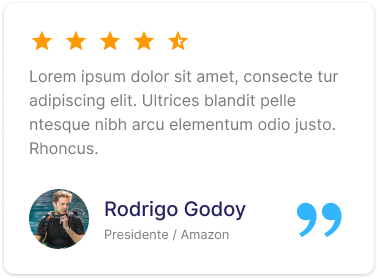 Lorem ipsum dolor sit amet, consecte tur
adipiscing elit. Ultrices blandit pelle
ntesque nibh arcu elementum odio justo.
Rhoncus.
Rodrigo Godoy
Presidente / Amazon